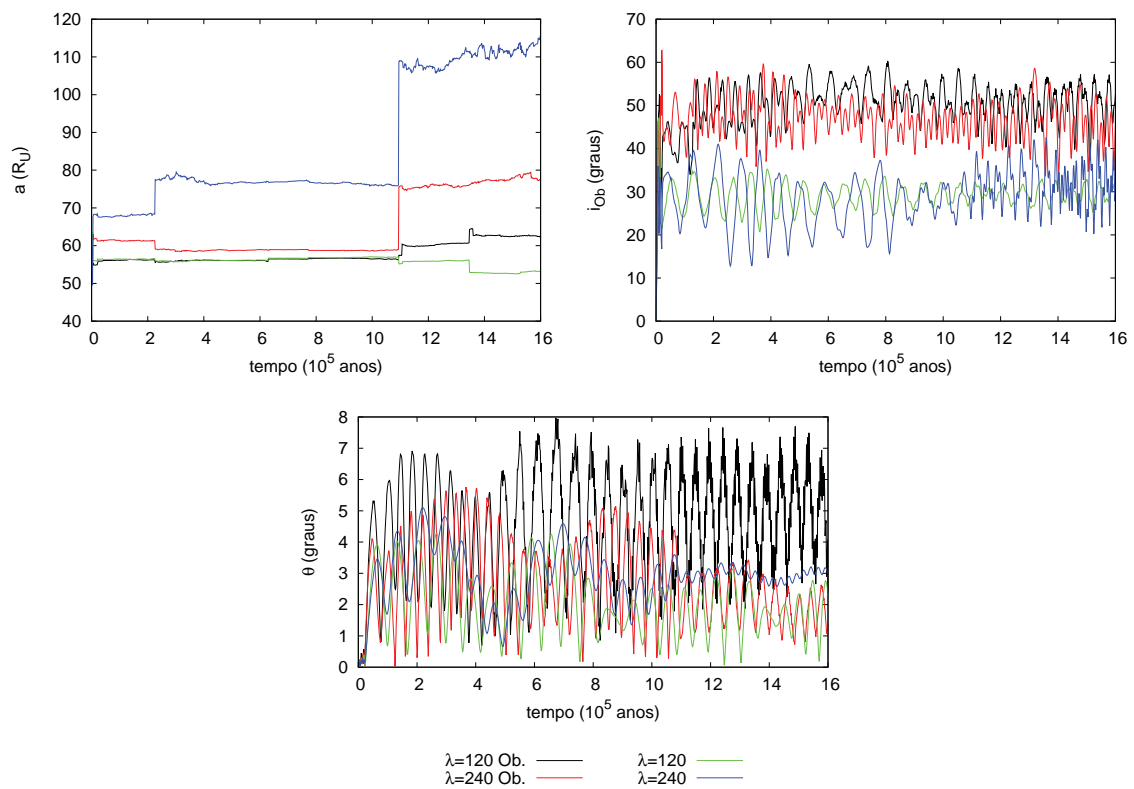 120
110
100
90
80
70
60
50
40
a (R_U)
0 2 4 6 8 10 12 14 16
tempo (10^5 anos)
70
60
50
40
30
20
10
0
i_Ob (graus)
0 2 4 6 8 10 12 14 16
tempo (10^5 anos)
8
7
6
5
4
3
2
1
0
θ (graus)
0 2 4 6 8 10 12 14 16
tempo (10^5 anos)
λ=120 Ob. λ=120
λ=240 Ob. λ=240